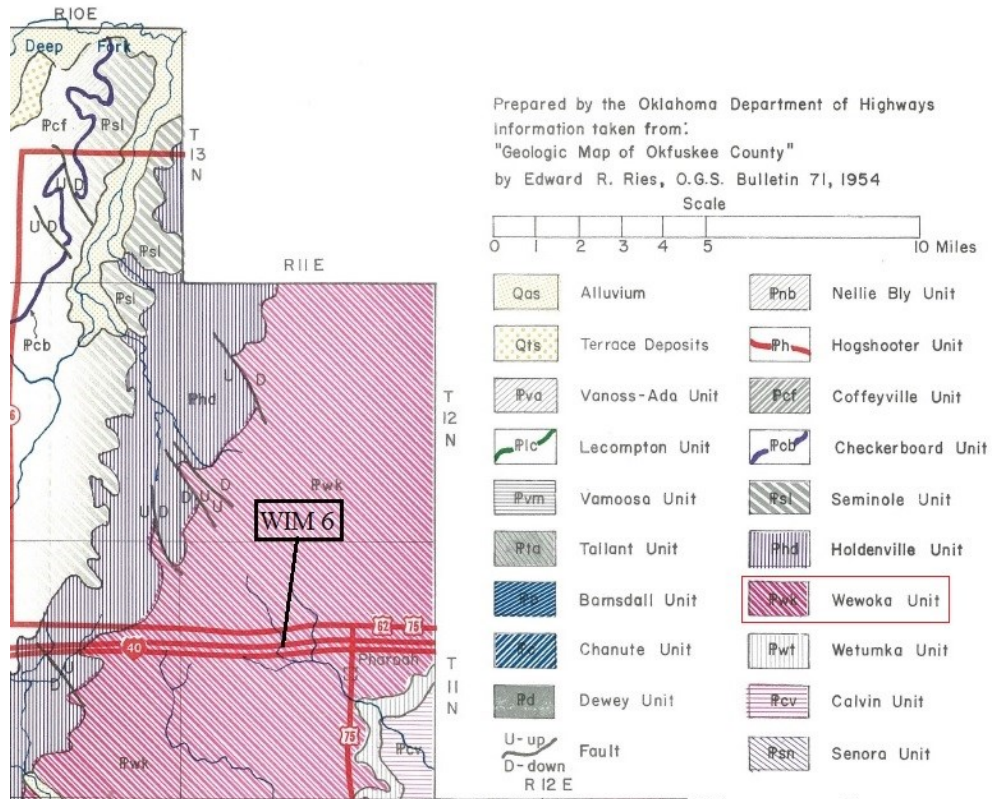 R10E
Deep Fork
Pcf
Psl
T
13
N
U D
U D
Psl
R11 E
Psl
Pcb
U D
Phd
T
12
N
6
D
U D
D U
U
Pwk
WIM 6
62 75
40
Pharoah
U
D
T
11
N
75
Pwk
Pcv
R 12 E
Prepared by the Oklahoma Department of Highways
information taken from:
"Geologic Map of Okfuskee County"
by Edward R. Ries, O.G.S. Bulletin 71, 1954
Scale
0 1 2 3 4 5 10 Miles
Qas Alluvium
Qts Terrace Deposits
Pva Vanoss-Ada Unit
Plc Lecompton Unit
Pvm Vamoosa Unit
Pta Tallant Unit
Pb Barnsdall Unit
Pc Chanute Unit
Pd Dewey Unit
U- up
D-down
Fault
Pnb Nellie Bly Unit
Ph Hogshooter Unit
Pcf Coffeyville Unit
Pcb Checkerboard Unit
Psl Seminole Unit
Phd Holdenville Unit
Pwk Wewoka Unit
Pwt Wetumka Unit
Pcv Calvin Unit
Psn Senora Unit